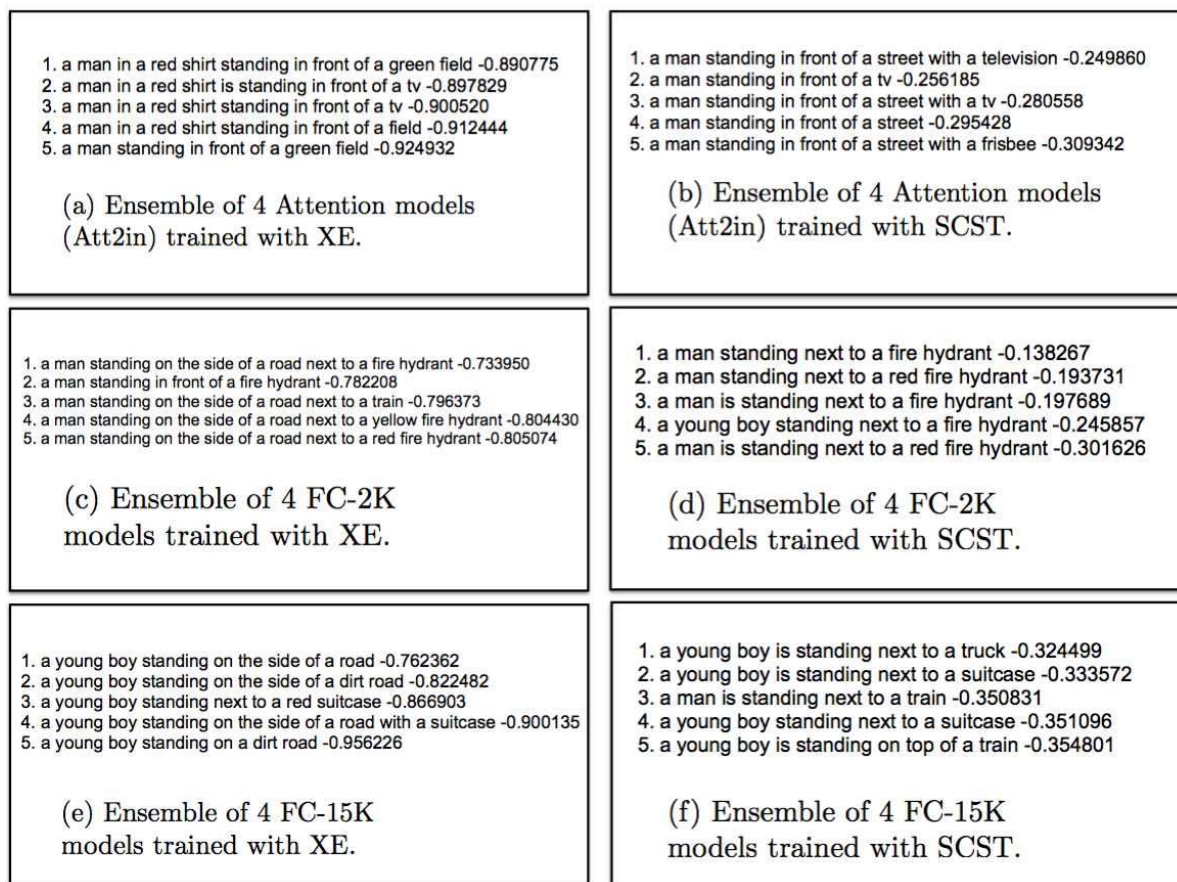 1. a man in a red shirt standing in front of a green field -0.890775
2. a man in a red shirt is standing in front of a tv -0.897829
3. a man in a red shirt standing in front of a tv -0.900520
4. a man in a red shirt standing in front of a field -0.912444
5. a man standing in front of a green field -0.924932
(a) Ensemble of 4 Attention models
(Att2in) trained with XE.
1. a man standing in front of a street with a television -0.249860
2. a man standing in front of a tv -0.256185
3. a man standing in front of a street with a tv -0.280558
4. a man standing in front of a street -0.295428
5. a man standing in front of a street with a frisbee -0.309342
(b) Ensemble of 4 Attention models
(Att2in) trained with SCST.
1. a man standing on the side of a road next to a fire hydrant -0.733950
2. a man standing in front of a fire hydrant -0.782208
3. a man standing on the side of a road next to a train -0.796373
4. a man standing on the side of a road next to a yellow fire hydrant -0.804430
5. a man standing on the side of a road next to a red fire hydrant -0.805074
(c) Ensemble of 4 FC-2K
models trained with XE.
1. a man standing next to a fire hydrant -0.138267
2. a man standing next to a red fire hydrant -0.193731
3. a man is standing next to a fire hydrant -0.197689
4. a young boy standing next to a fire hydrant -0.245857
5. a man is standing next to a red fire hydrant -0.301626
(d) Ensemble of 4 FC-2K
models trained with SCST.
1. a young boy standing on the side of a road -0.762362
2. a young boy standing on the side of a dirt road -0.822482
3. a young boy standing next to a red suitcase -0.866903
4. a young boy standing on the side of a road with a suitcase -0.900135
5. a young boy standing on a dirt road -0.956226
(e) Ensemble of 4 FC-15K
models trained with XE.
1. a young boy is standing next to a truck -0.324499
2. a young boy is standing next to a suitcase -0.333572
3. a man is standing next to a train -0.350831
4. a young boy standing next to a suitcase -0.351096
5. a young boy is standing on top of a train -0.354801
(f) Ensemble of 4 FC-15K
models trained with SCST.